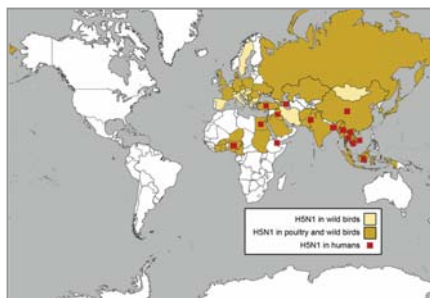 H5N1 in wild birds
H5N1 in poultry and wild birds
H5N1 in humans